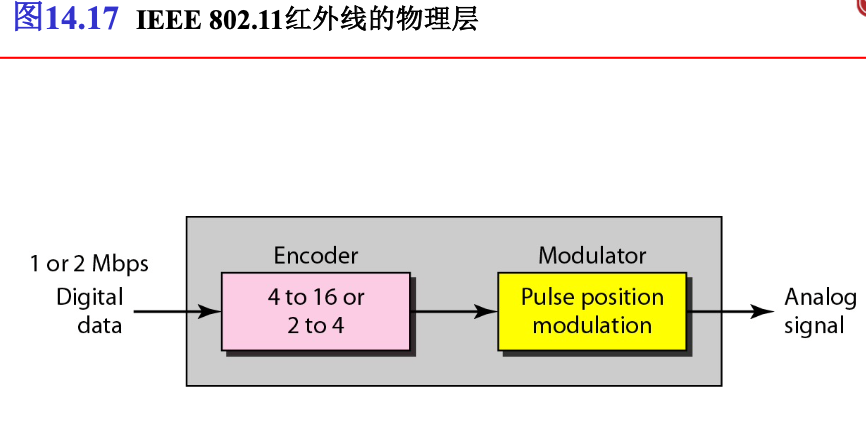 图14.17 IEEE 802.11红外线的物理层
1 or 2 Mbps
Digital
data
Encoder
4 to 16 or
2 to 4
Modulator
Pulse position
modulation
Analog
signal